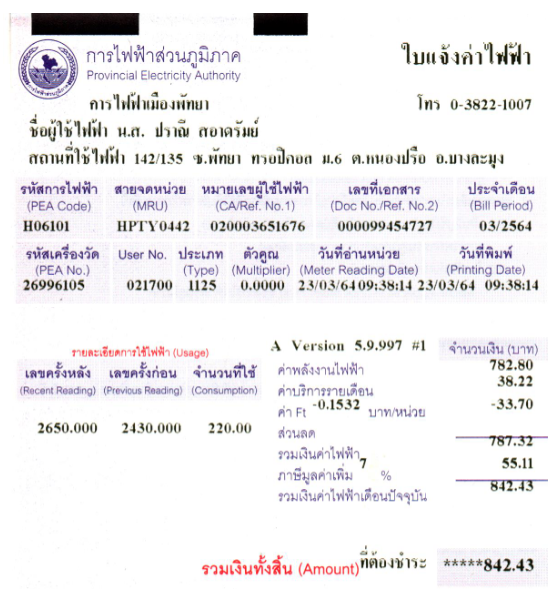 การไฟฟ้าส่วนภูมิภาค
Provincial Electricity Authority
ใบแจ้งค่าไฟฟ้า
การไฟฟ้าเมืองพัทยา โทร 0-3822-1007
ชื่อผู้ใช้ไฟฟ้า น.ส. ปราณี สอาดรัมย์
สถานที่ใช้ไฟฟ้า 142/135 ซ.พัทยา ทรอปิคอล ม.6 ต.หนองปรือ อ.บางละมุง
รหัสการไฟฟ้า สายจดหน่วย หมายเลขผู้ใช้ไฟฟ้า เลขที่เอกสาร ประจำเดือน
(PEA Code) (MRU) (CA/Ref. No.1) (Doc No./Ref. No.2) (Bill Period)
H06101 HPTY0442 020003651676 000099454727 03/2564
รหัสเครื่องวัด User No. ประเภท ตัวคูณ วันที่อ่านหน่วย วันที่พิมพ์
(PEA No.) (Type) (Multiplier) (Meter Reading Date) (Printing Date)
26996105 021700 1125 0.0000 23/03/64 09:38:14 23/03/64 09:38:14
รายละเอียดการใช้ไฟฟ้า (Usage)
เลขครั้งหลัง เลขครั้งก่อน จำนวนที่ใช้
(Recent Reading) (Previous Reading) (Consumption)
2650.000 2430.000 220.00
A Version 5.9.997 #1 จำนวนเงิน (บาท)
ค่าพลังงานไฟฟ้า 782.80
ค่าบริการรายเดือน 38.22
ค่า Ft -0.1532 บาท/หน่วย -33.70
ส่วนลด
รวมเงินค่าไฟฟ้า 787.32
ภาษีมูลค่าเพิ่ม 7 % 55.11
รวมเงินค่าไฟฟ้าเดือนปัจจุบัน 842.43
รวมเงินทั้งสิ้น (Amount) ที่ต้องชำระ *****842.43